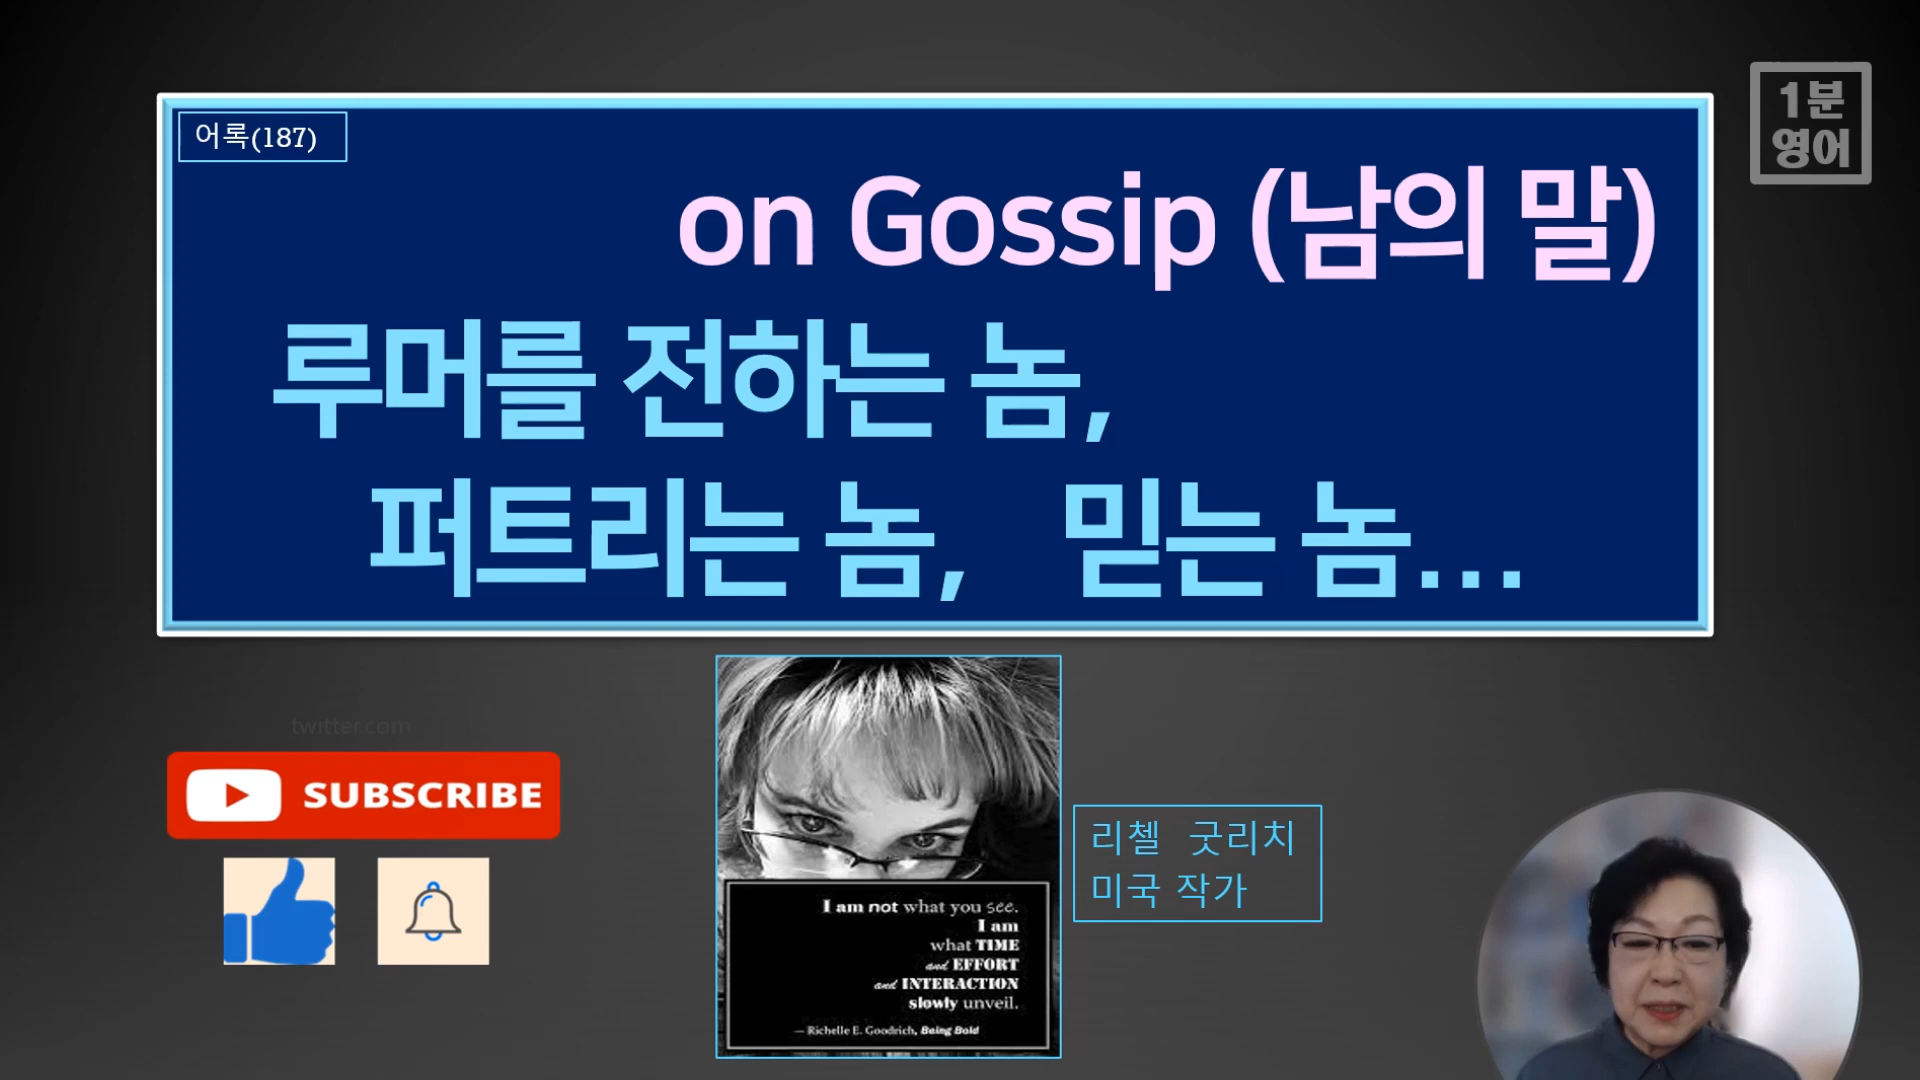 어록(187)
1분
영어
on Gossip (남의 말)
루머를 전하는 놈,
퍼트리는 놈, 믿는 놈...
twitter.com
SUBSCRIBE
리첼 굿리치
미국 작가
I am not what you see.
I am
what TIME
and EFFORT
and INTERACTION
slowly unveil.
— Richelle E. Goodrich, Being Bold